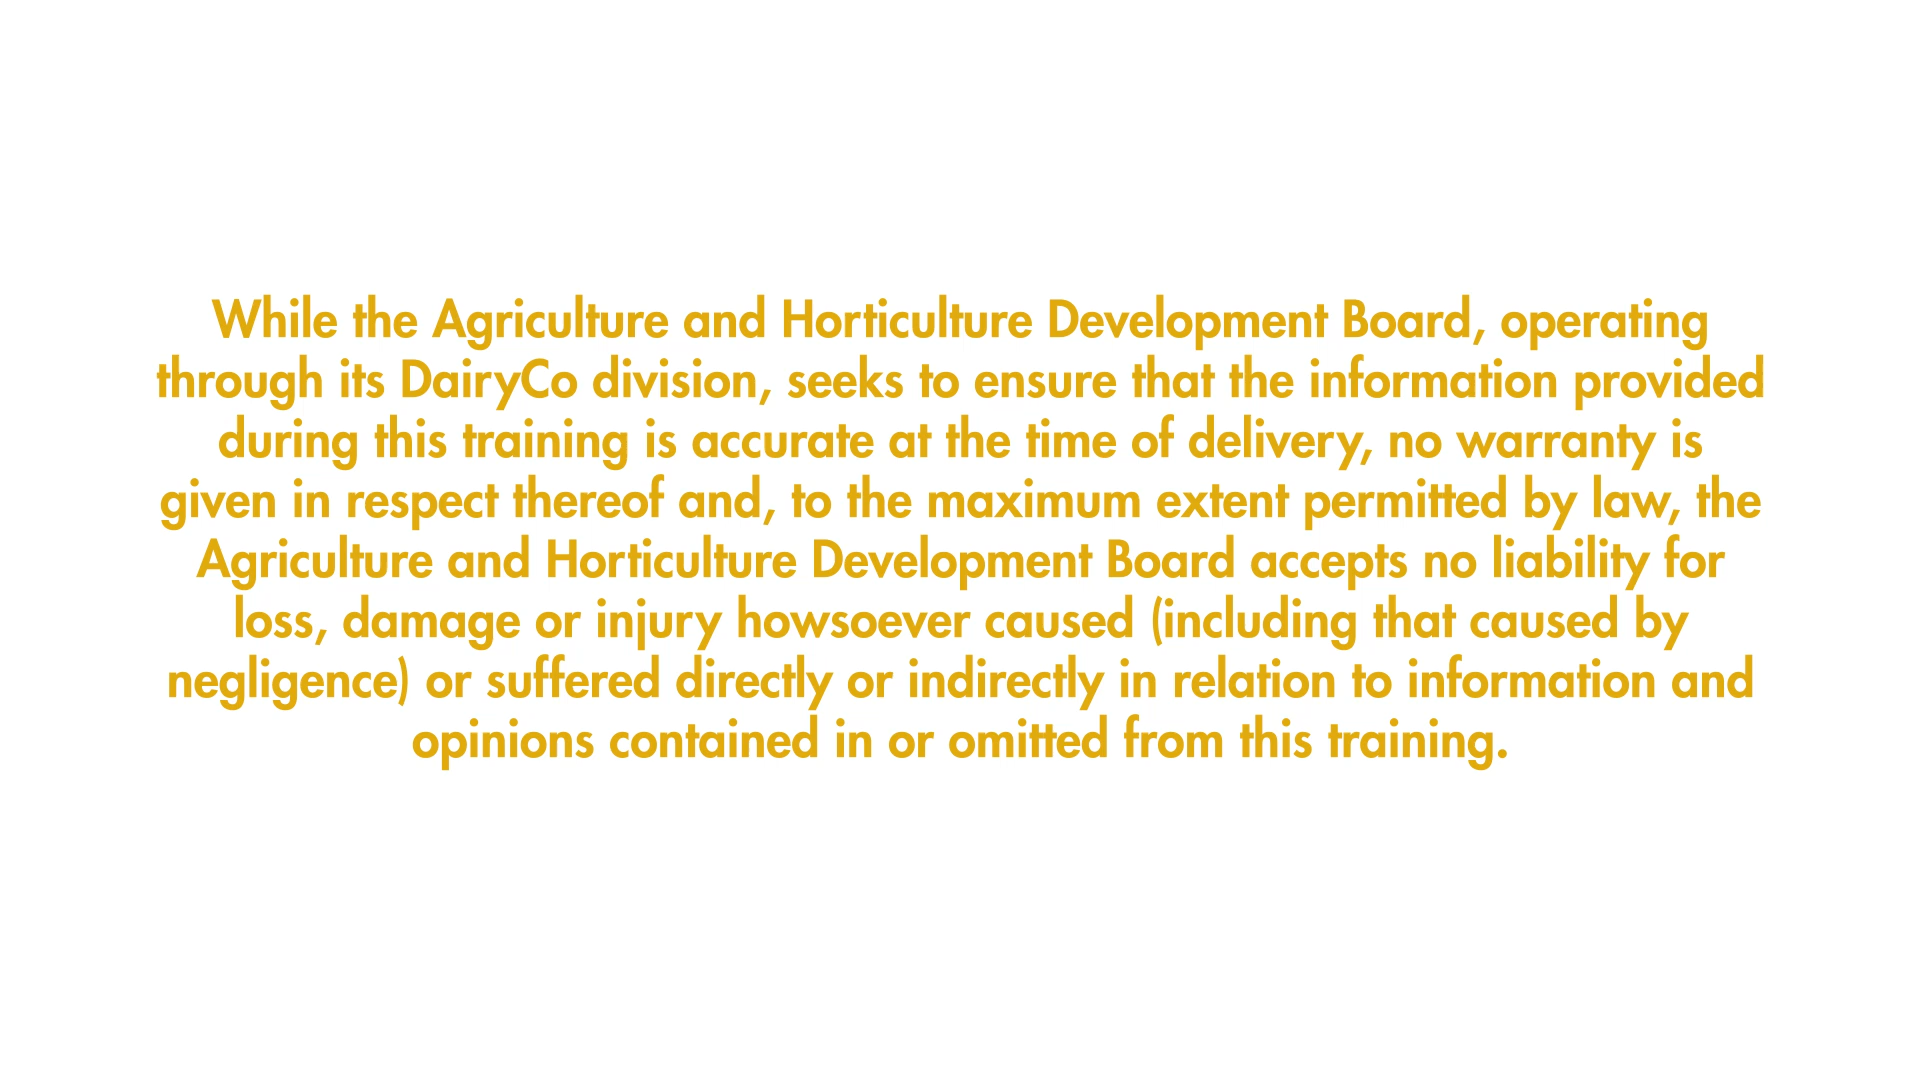 While the Agriculture and Horticulture Development Board, operating
through its DairyCo division, seeks to ensure that the information provided
during this training is accurate at the time of delivery, no warranty is
given in respect thereof and, to the maximum extent permitted by law, the
Agriculture and Horticulture Development Board accepts no liability for
loss, damage or injury howsoever caused (including that caused by
negligence) or suffered directly or indirectly in relation to information and
opinions contained in or omitted from this training.